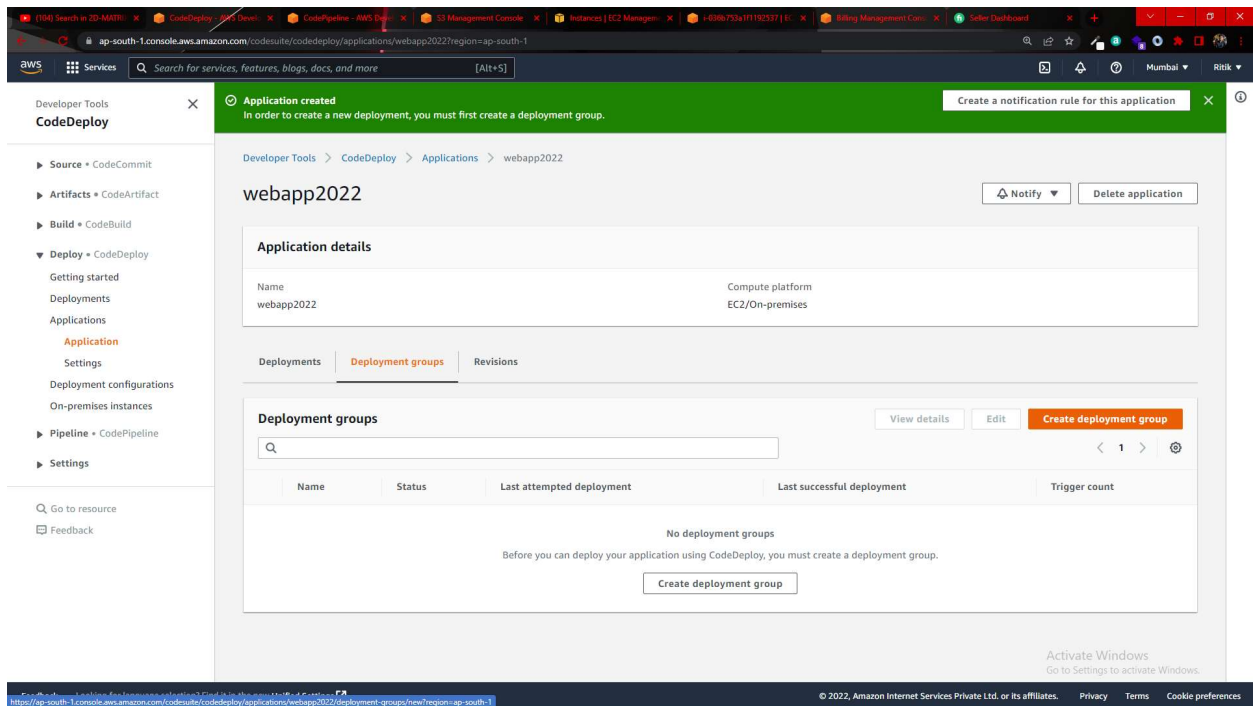 (104) Search in 2D-MATRI
CodeDeploy - AWS Devel
CodePipeline - AWS Devel
S3 Management Console
Instances | EC2 Managem
i-036b753a1f1192537 | EC
Billing Management Cons
Seller Dashboard
ap-south-1.console.aws.amazon.com/codesuite/codedeploy/applications/webapp2022?region=ap-south-1
aws
Services
Search for services, features, blogs, docs, and more
[Alt+S]
Mumbai
Ritik
Developer Tools
CodeDeploy
Source • CodeCommit
Artifacts • CodeArtifact
Build • CodeBuild
Deploy • CodeDeploy
Getting started
Deployments
Applications
Application
Settings
Deployment configurations
On-premises instances
Pipeline • CodePipeline
Settings
Go to resource
Feedback
Application created
In order to create a new deployment, you must first create a deployment group.
Create a notification rule for this application
Developer Tools > CodeDeploy > Applications > webapp2022
webapp2022
Notify
Delete application
Application details
Name
webapp2022
Compute platform
EC2/On-premises
Deployments
Deployment groups
Revisions
Deployment groups
View details
Edit
Create deployment group
1
Name
Status
Last attempted deployment
Last successful deployment
Trigger count
No deployment groups
Before you can deploy your application using CodeDeploy, you must create a deployment group.
Create deployment group
Activate Windows
Go to Settings to activate Windows.
https://ap-south-1.console.aws.amazon.com/codesuite/codedeploy/applications/webapp2022/deployment-groups/new?region=ap-south-1
© 2022, Amazon Internet Services Private Ltd. or its affiliates.
Privacy
Terms
Cookie preferences